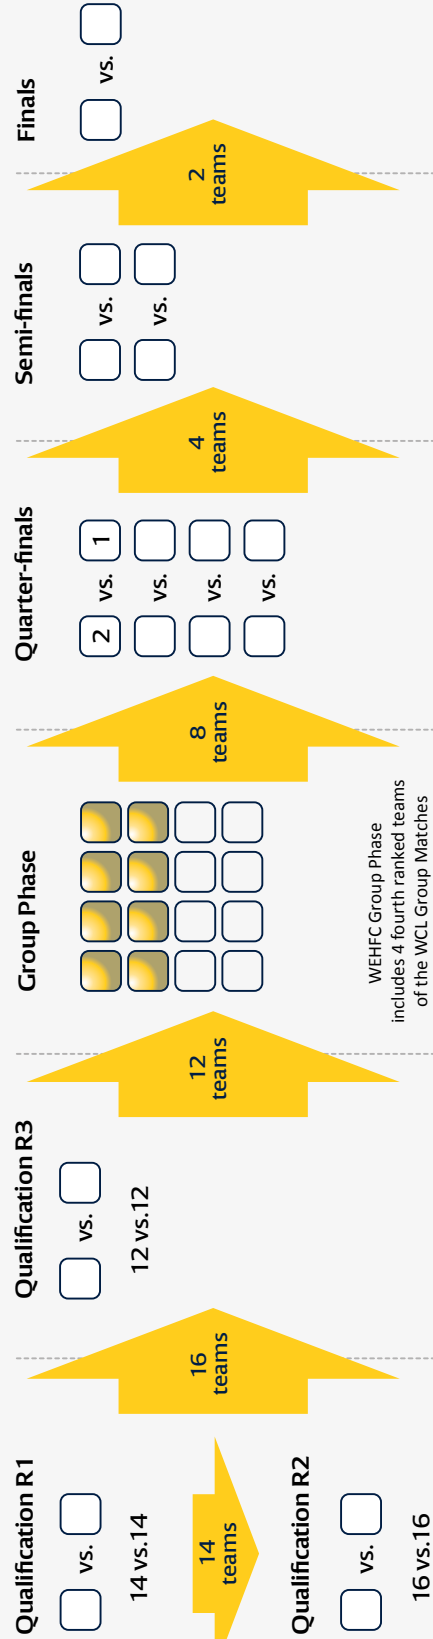 Qualification R1
vs.
14 vs.14
14
teams
Qualification R2
vs.
16 vs.16
16
teams
Qualification R3
vs.
12 vs.12
12
teams
Group Phase
WEHFC Group Phase
includes 4 fourth ranked teams
of the WCL Group Matches
8
teams
Quarter-finals
2 vs. 1
vs.
vs.
vs.
4
teams
Semi-finals
vs.
vs.
2
teams
Finals
vs.